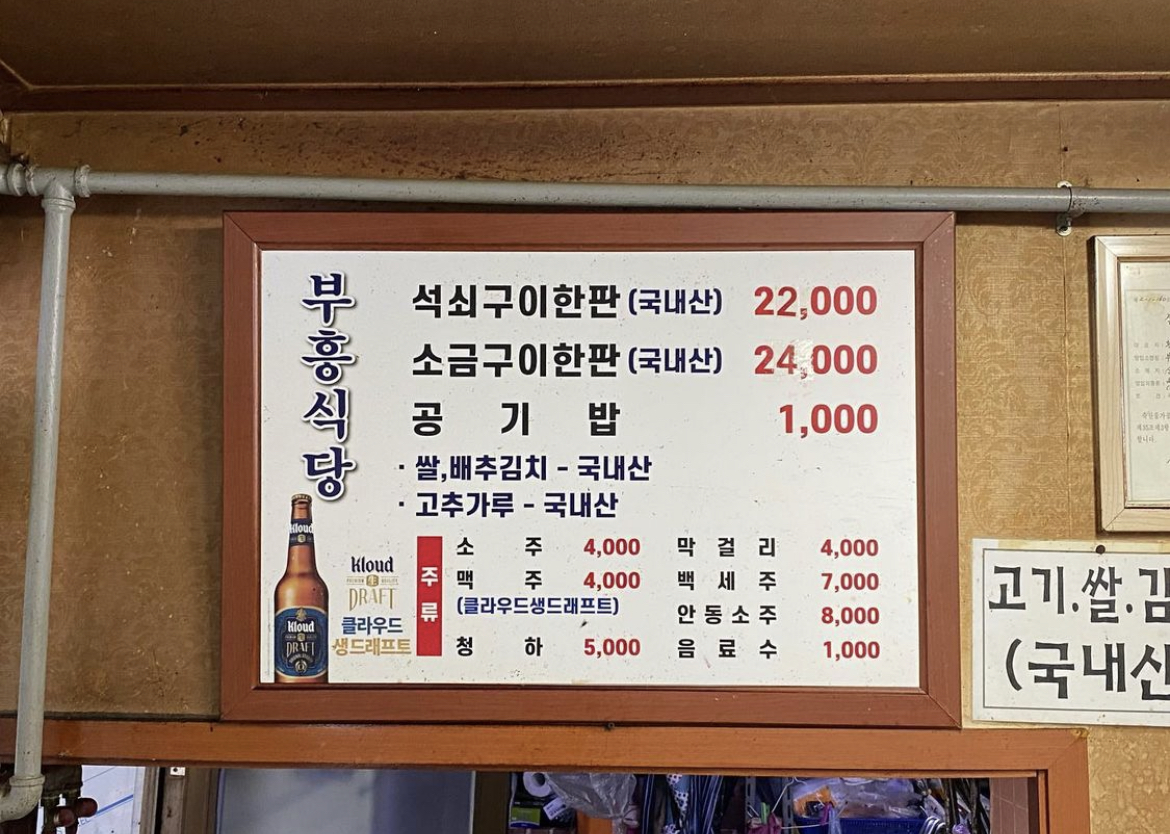 부흥식당
석쇠구이한판 (국내산) 22,000
소금구이한판 (국내산) 24,000
공기밥 1,000
· 쌀,배추김치 - 국내산
· 고추가루 - 국내산
Kloud
DRAFT
클라우드
생드래프트
Kloud
Kloud
DRAFT
주류
소주 4,000
맥주 4,000
(클라우드생드래프트)
청하 5,000
막걸리 4,000
백세주 7,000
안동소주 8,000
음료수 1,000
고기.쌀.김
(국내산